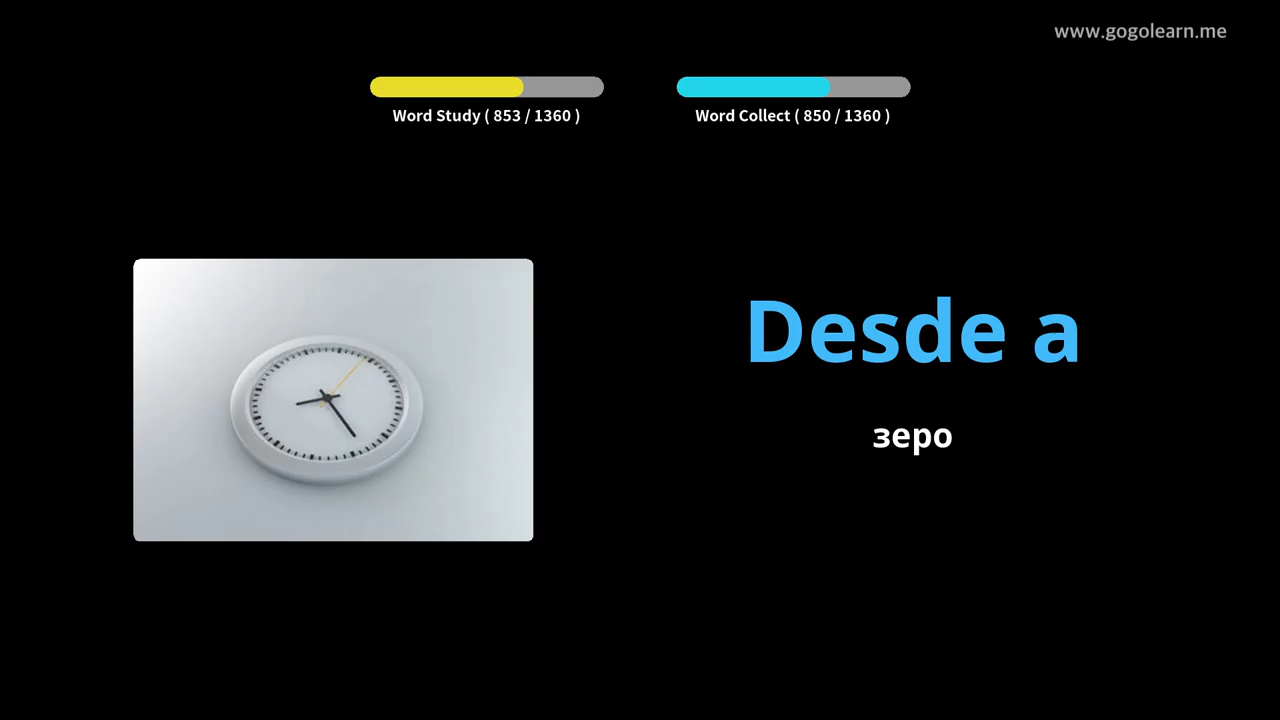 www.gogolearn.me
Word Study ( 853 / 1360 )
Word Collect ( 850 / 1360 )
Desde a
зеро